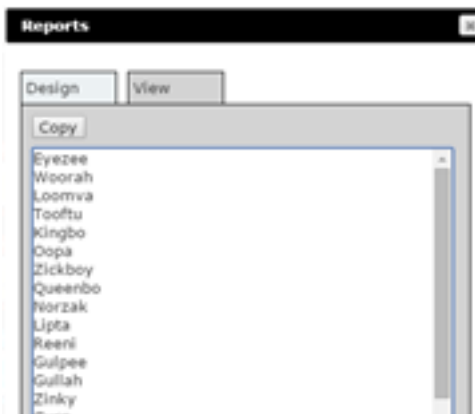 Reports
Design
View
Copy
Eyezee
Woorah
Loomva
Tooftu
Kingbo
Oopa
Zickboy
Queenbo
Norzak
Lipta
Reeni
Gulpee
Gullah
Zinky